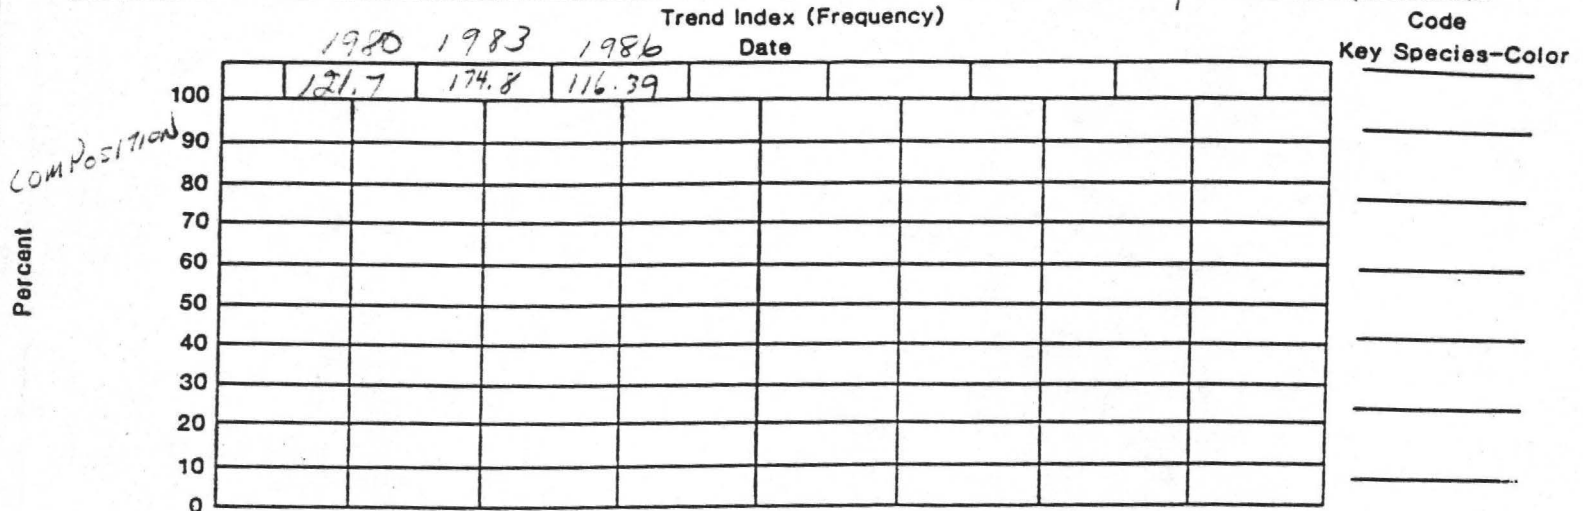 Trend Index (Frequency)
Date
Code
Key Species-Color
1980 1983 1986
121.7 174.8 116.39
COMPOSITION
Percent
100
90
80
70
60
50
40
30
20
10
0